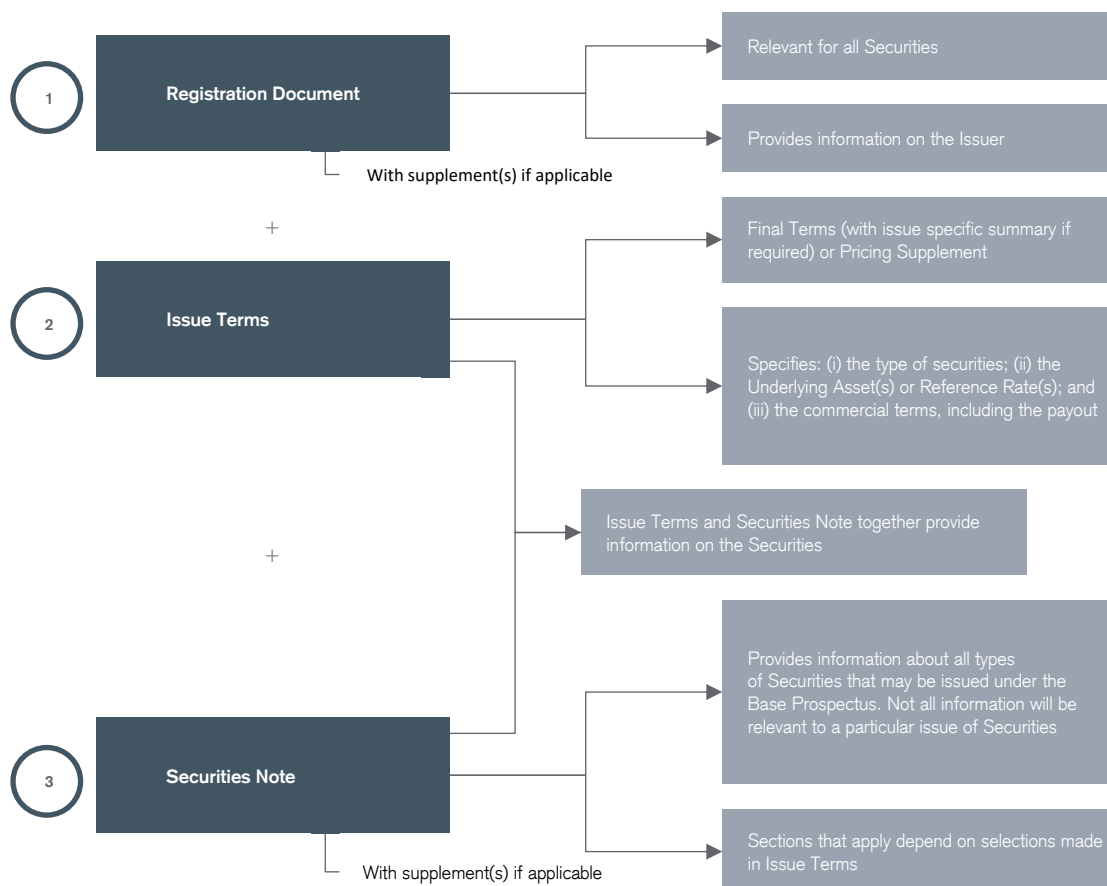 1
Registration Document
Relevant for all Securities
Provides information on the Issuer
With supplement(s) if applicable
+
2
Issue Terms
Final Terms (with issue specific summary if
required) or Pricing Supplement
Specifies: (i) the type of securities; (ii) the
Underlying Asset(s) or Reference Rate(s); and
(iii) the commercial terms, including the payout
Issue Terms and Securities Note together provide
information on the Securities
+
3
Securities Note
Provides information about all types
of Securities that may be issued under the
Base Prospectus. Not all information will be
relevant to a particular issue of Securities
Sections that apply depend on selections made
in Issue Terms
With supplement(s) if applicable